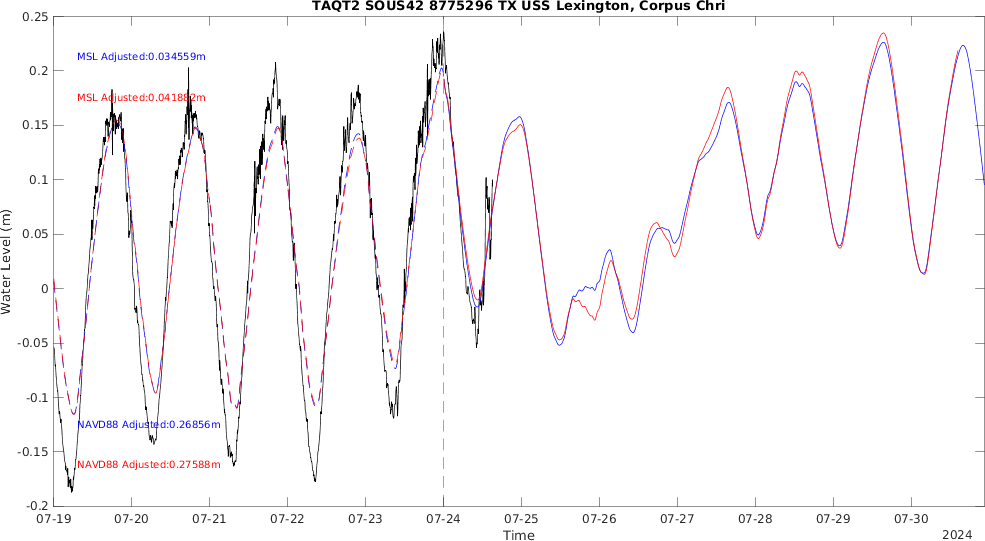 TAQT2 SOUS42 8775296 TX USS Lexington, Corpus Chri
0.25
0.2
0.15
0.1
0.05
0
-0.05
-0.1
-0.15
-0.2
Water Level (m)
MSL Adjusted:0.034559m
MSL Adjusted:0.041882m
NAVD88 Adjusted:0.26856m
NAVD88 Adjusted:0.27588m
07-19 07-20 07-21 07-22 07-23 07-24 07-25 07-26 07-27 07-28 07-29 07-30
Time
2024